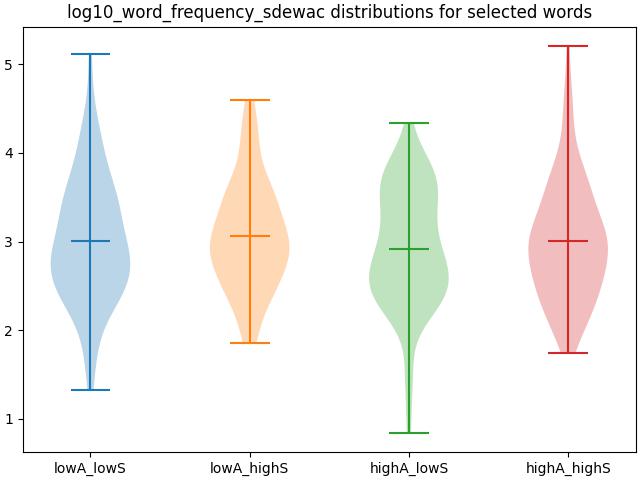 log10_word_frequency_sdewac distributions for selected words
5
4
3
2
1
lowA_lowS
lowA_highS
highA_lowS
highA_highS